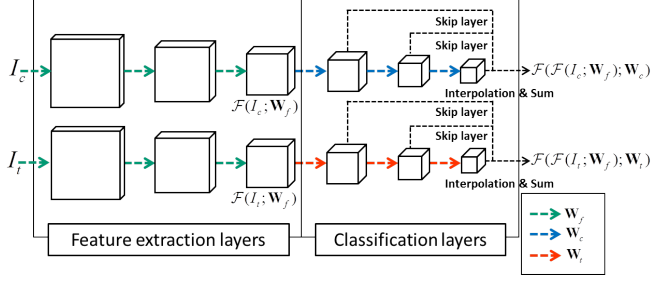 Skip layer
Skip layer
I_c
F(F(I_c;W_f);W_c)
Interpolation & Sum
F(I_c;W_f)
Skip layer
Skip layer
I_t
F(F(I_t;W_f);W_t)
Interpolation & Sum
F(I_t;W_f)
W_f
Feature extraction layers
Classification layers
W_c
W_t